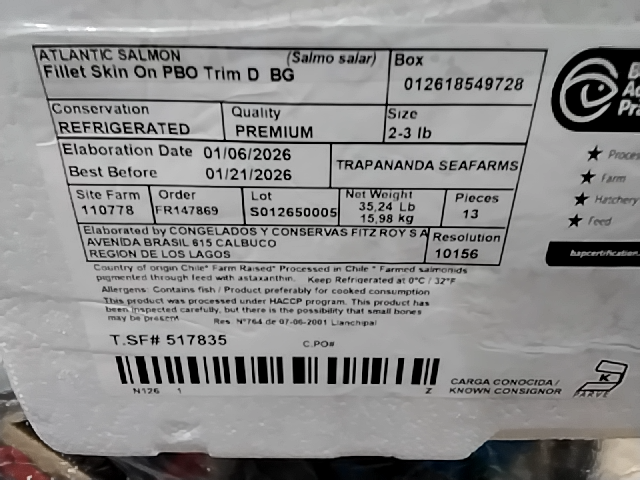 ATLANTIC SALMON (Salmo salar)
Fillet Skin On PBO Trim D BG
Box
012618549728
Conservation
REFRIGERATED
Quality
PREMIUM
Size
2-3 lb
Elaboration Date 01/06/2026
Best Before 01/21/2026
TRAPANANDA SEAFARMS
Site Farm
110778
Order
FR147869
Lot
S012650005
Net Weight
35,24 Lb
15,98 kg
Pieces
13
Elaborated by CONGELADOS Y CONSERVAS FITZ ROY S A
AVENIDA BRASIL 615 CALBUCO
REGION DE LOS LAGOS
Resolution
10156
Country of origin Chile* Farm Raised* Processed in Chile * Farmed salmonids
pigmented through feed with astaxanthin. Keep Refrigerated at 0°C / 32°F
Allergens: Contains fish / Product preferably for cooked consumption
This product was processed under HACCP program. This product has
been inspected carefully, but there is the possibility that small bones
may be present
Res. N°764 de 07-06-2001 Llanchipal
T.SF# 517835
C.PO#
N126 1 Z
CARGA CONOCIDA /
KNOWN CONSIGNOR
K
PARVE
B
Pra
★ Proces
★ Farm
★ Hatchery
★ Feed
bapcertification.